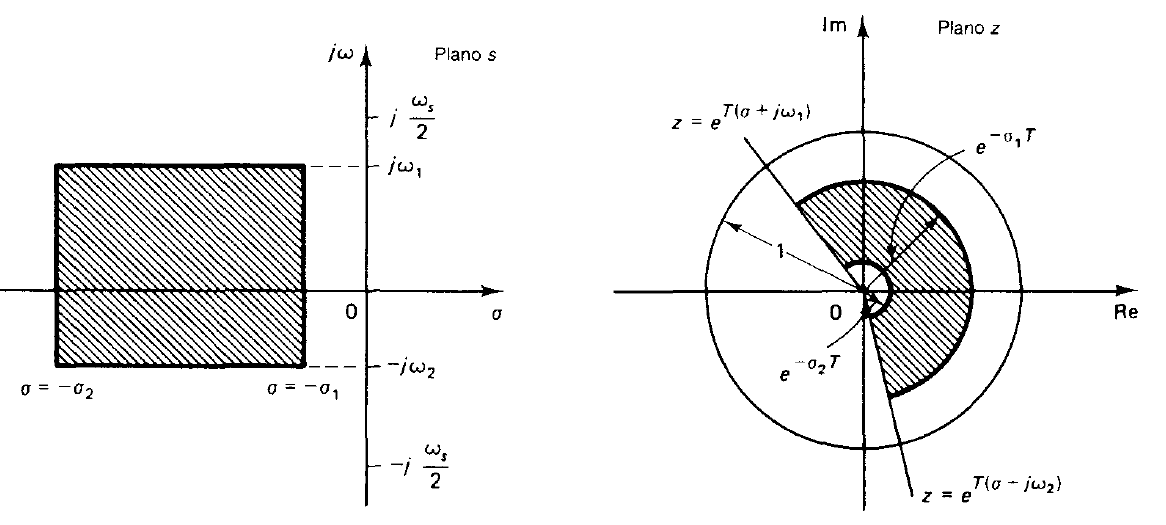 jω
Plano s
j ωs/2
jω1
0
σ
-jω2
σ = -σ2
σ = -σ1
-j ωs/2
Im
Plano z
z = e^T(σ + jω1)
e^-σ1T
1
0
Re
e^-σ2T
z = e^T(σ - jω2)